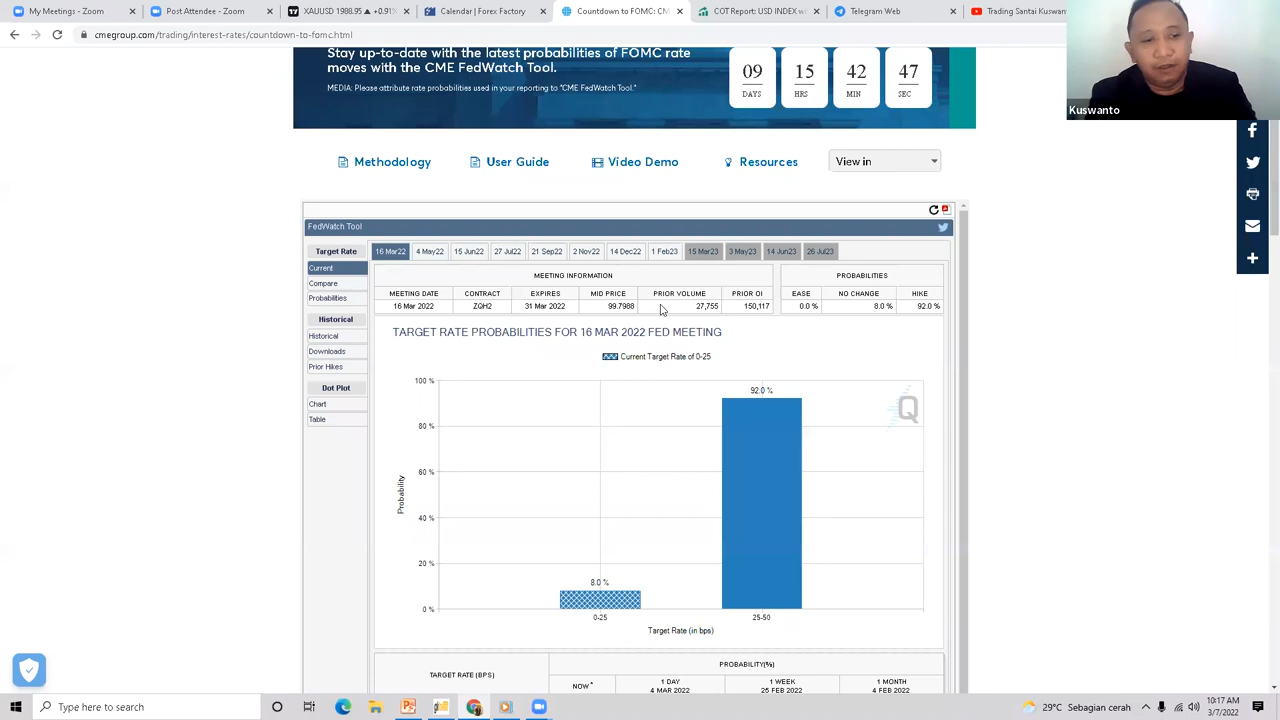 My Meetings - Zoom
Post Attendee - Zoom
XAUUSD 1988.95 ▲ +0.91%
Calendar | Forex Factory
Countdown to FOMC: CM
COT Report: USD INDEX w
Telegram Web
Trading Santai Kuswan
cmegroup.com/trading/interest-rates/countdown-to-fomc.html
Kuswanto
Stay up-to-date with the latest probabilities of FOMC rate
moves with the CME FedWatch Tool.
MEDIA: Please attribute rate probabilities used in your reporting to "CME FedWatch Tool."
09 15 42 47
DAYS HRS MIN SEC
Methodology User Guide Video Demo Resources View in
FedWatch Tool
Target Rate
Current
Compare
Probabilities
Historical
Historical
Downloads
Prior Hikes
Dot Plot
Chart
Table
16 Mar22 4 May22 15 Jun22 27 Jul22 21 Sep22 2 Nov22 14 Dec22 1 Feb23 15 Mar23 3 May23 14 Jun23 26 Jul23
MEETING INFORMATION PROBABILITIES
MEETING DATE CONTRACT EXPIRES MID PRICE PRIOR VOLUME PRIOR OI EASE NO CHANGE HIKE
16 Mar 2022 ZQH2 31 Mar 2022 99.7988 27,755 150,117 0.0 % 8.0 % 92.0 %
TARGET RATE PROBABILITIES FOR 16 MAR 2022 FED MEETING
Current Target Rate of 0-25
Q
Probability
100 %
80 %
60 %
40 %
20 %
0 %
92.0 %
8.0 %
0-25 25-50
Target Rate (in bps)
TARGET RATE (BPS)
PROBABILITY(%)
NOW *
1 DAY
4 MAR 2022
1 WEEK
25 FEB 2022
1 MONTH
4 FEB 2022
Type here to search
29°C Sebagian cerah
10:17 AM
3/7/2022